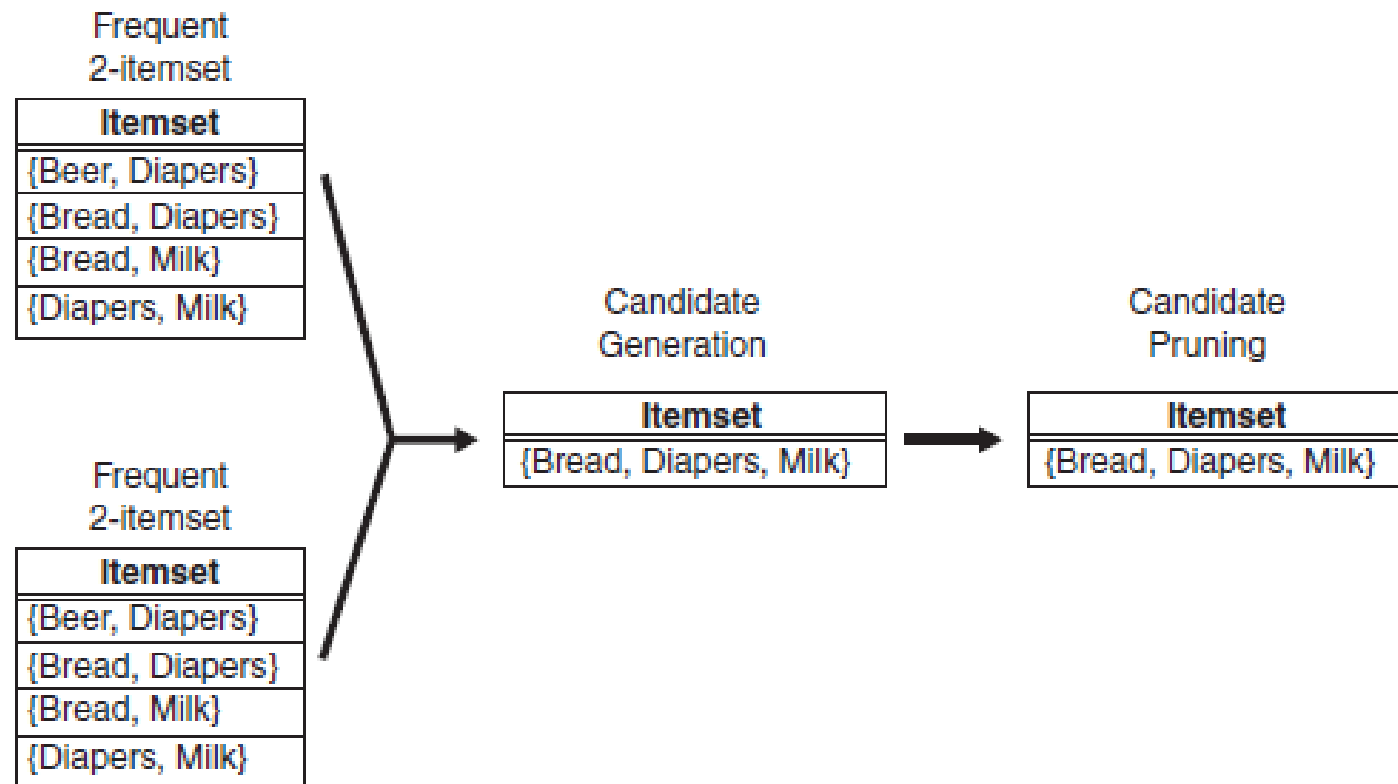 Frequent
2-itemset
Itemset
{Beer, Diapers}
{Bread, Diapers}
{Bread, Milk}
{Diapers, Milk}
Frequent
2-itemset
Itemset
{Beer, Diapers}
{Bread, Diapers}
{Bread, Milk}
{Diapers, Milk}
Candidate
Generation
Itemset
{Bread, Diapers, Milk}
Candidate
Pruning
Itemset
{Bread, Diapers, Milk}